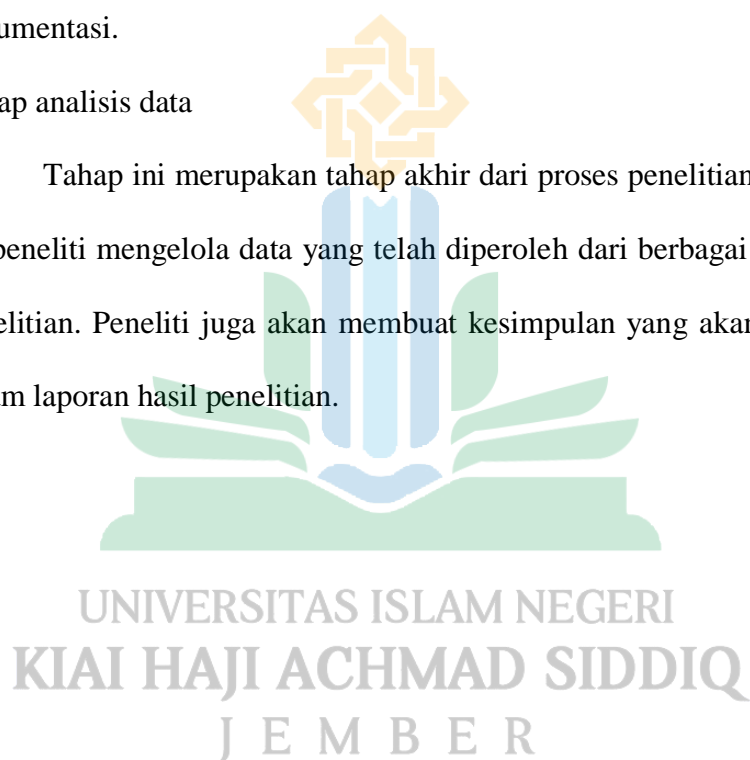 umentasi.
ap analisis data
Tahap ini merupakan tahap akhir dari proses penelitian
peneliti mengelola data yang telah diperoleh dari berbagai
elitian. Peneliti juga akan membuat kesimpulan yang akan
m laporan hasil penelitian.
UNIVERSITAS ISLAM NEGERI
KIAI HAJI ACHMAD SIDDIQ
JEMBER